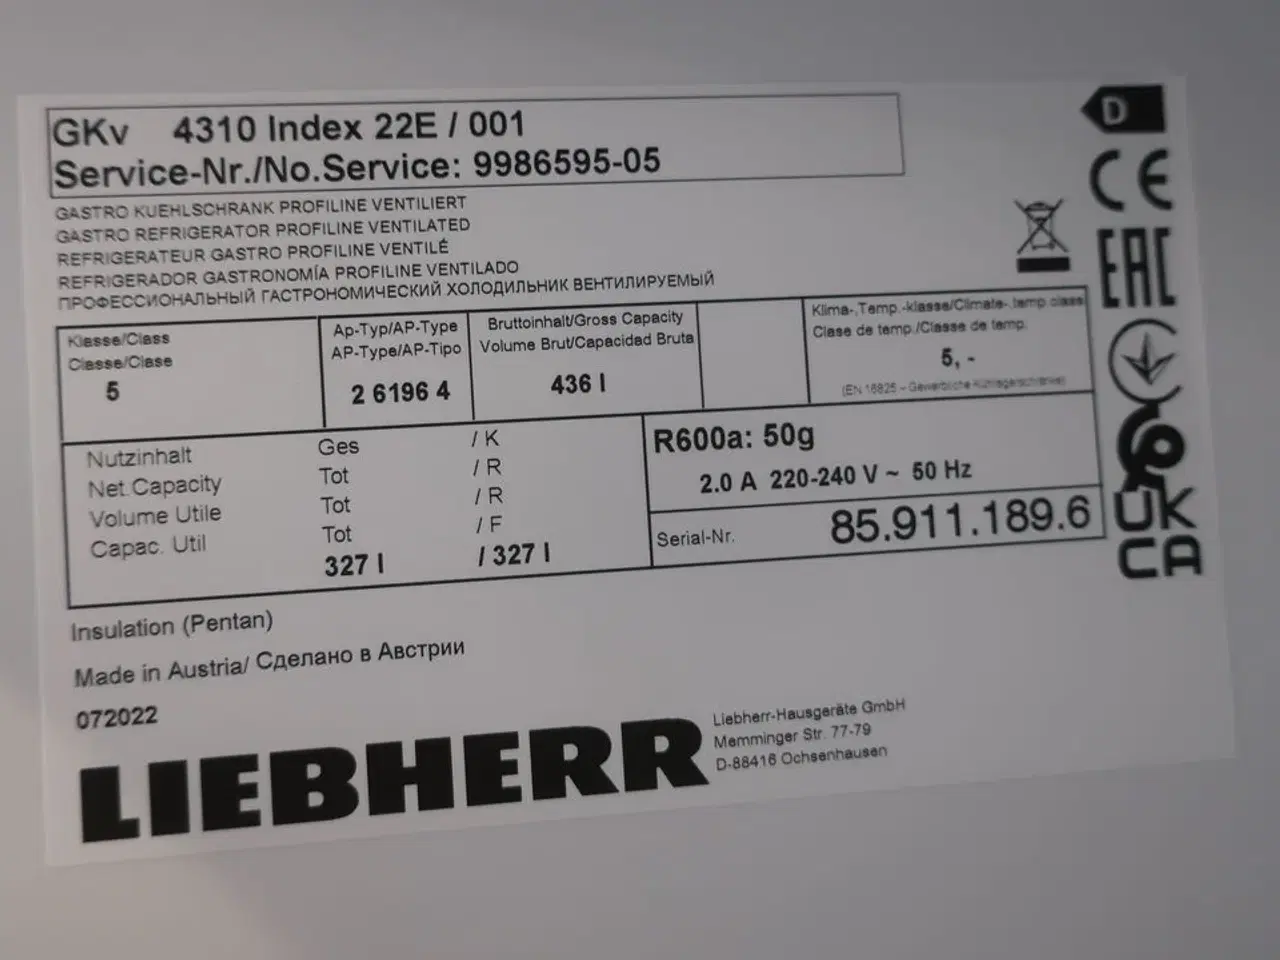 GKv 4310 Index 22E / 001
Service-Nr./No.Service: 9986595-05
GASTRO KUEHLSCHRANK PROFILINE VENTILIERT
GASTRO REFRIGERATOR PROFILINE VENTILATED
REFRIGERATEUR GASTRO PROFILINE VENTILÉ
REFRIGERADOR GASTRONOMÍA PROFILINE VENTILADO
ПРОФЕССИОНАЛЬНЫЙ ГАСТРОНОМИЧЕСКИЙ ХОЛОДИЛЬНИК ВЕНТИЛИРУЕМЫЙ
D
CE
EAC
Klasse/Class
Classe/Clase
5
Ap-Typ/AP-Type
AP-Type/AP-Tipo
2 6196 4
Bruttoinhalt/Gross Capacity
Volume Brut/Capacidad Bruta
436 l
Klima-,Temp.-klasse/Climate-,temp class
Clase de temp./Classe de temp.
5, -
(EN 16825 - Gewerbliche Kühllagerschränke)
Nutzinhalt Ges / K
Net Capacity Tot / R
Volume Utile Tot / R
Capac. Util Tot / F
327 l / 327 l
R600a: 50g
2.0 A 220-240 V ~ 50 Hz
Serial-Nr. 85.911.189.6
UK
CA
Insulation (Pentan)
Made in Austria/ Сделано в Австрии
072022
LIEBHERR
Liebherr-Hausgeräte GmbH
Memminger Str. 77-79
D-88416 Ochsenhausen